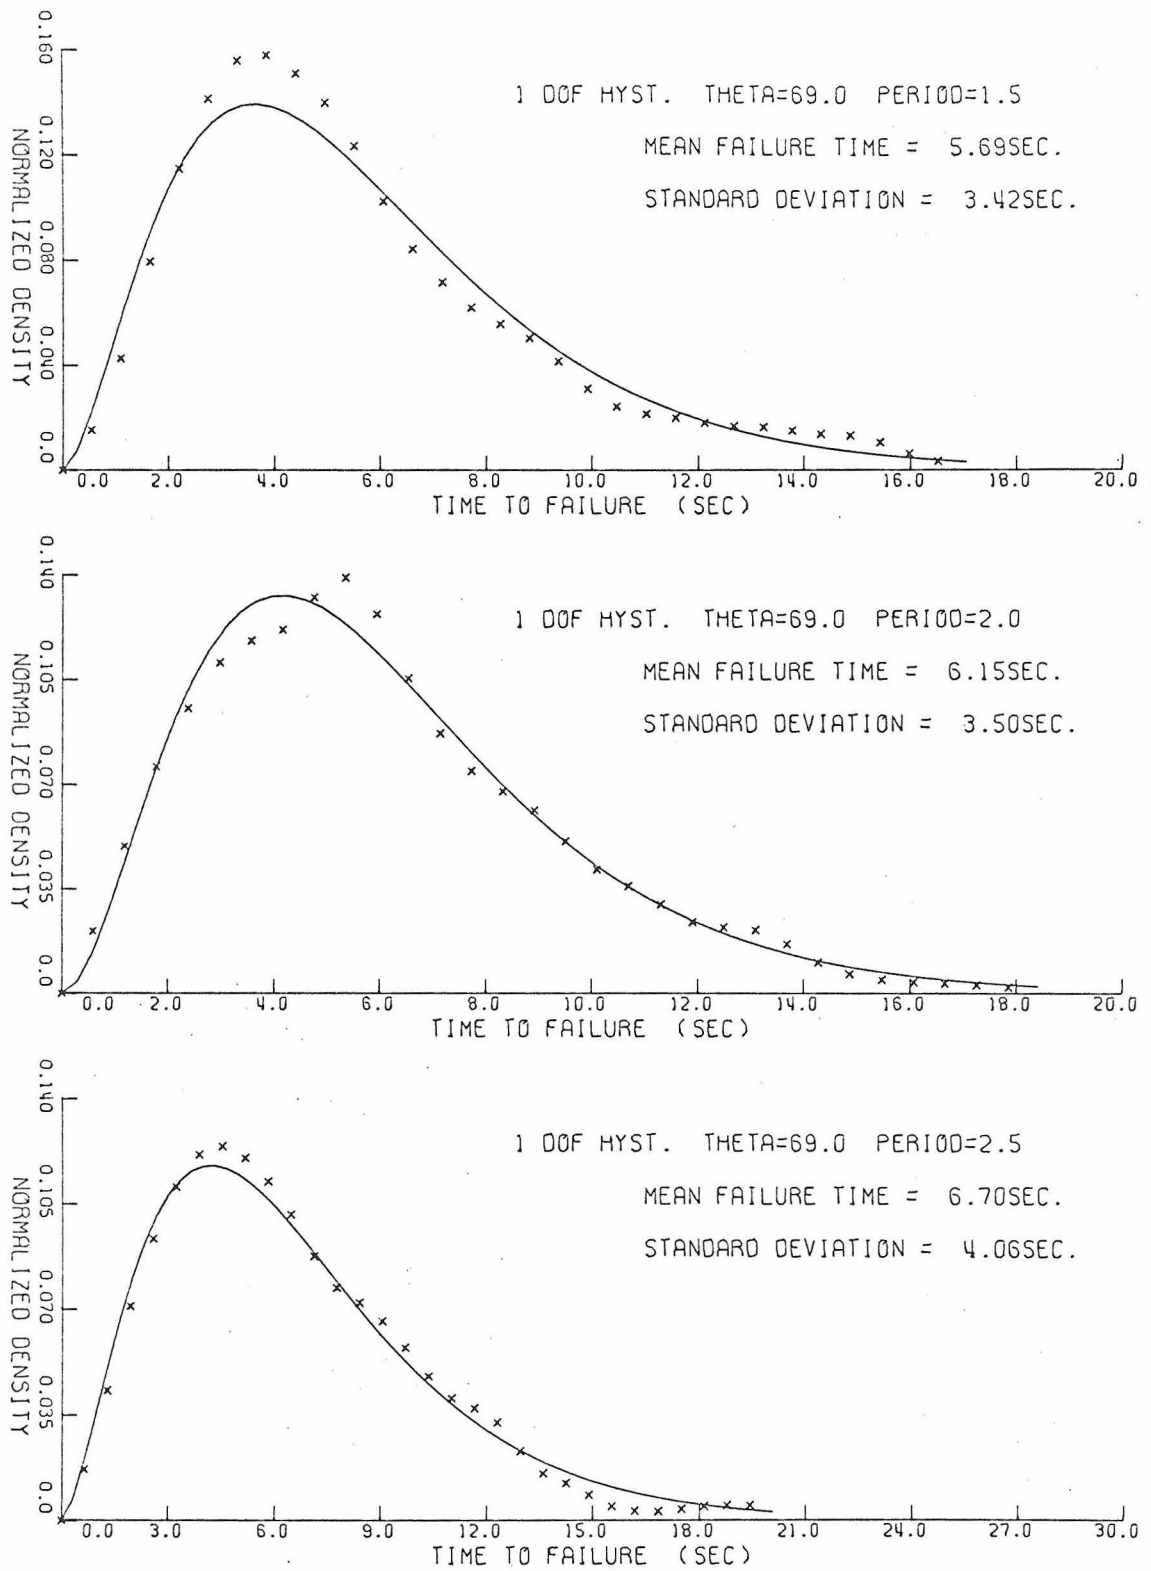 0.160
0.120
0.080
0.040
0.0
NORMALIZED DENSITY
1 DOF HYST. THETA=69.0 PERIOD=1.5
MEAN FAILURE TIME = 5.69SEC.
STANDARD DEVIATION = 3.42SEC.
0.0 2.0 4.0 6.0 8.0 10.0 12.0 14.0 16.0 18.0 20.0
TIME TO FAILURE (SEC)
0.140
0.105
0.070
0.035
0.0
NORMALIZED DENSITY
1 DOF HYST. THETA=69.0 PERIOD=2.0
MEAN FAILURE TIME = 6.15SEC.
STANDARD DEVIATION = 3.50SEC.
0.0 2.0 4.0 6.0 8.0 10.0 12.0 14.0 16.0 18.0 20.0
TIME TO FAILURE (SEC)
0.140
0.105
0.070
0.035
0.0
NORMALIZED DENSITY
1 DOF HYST. THETA=69.0 PERIOD=2.5
MEAN FAILURE TIME = 6.70SEC.
STANDARD DEVIATION = 4.06SEC.
0.0 3.0 6.0 9.0 12.0 15.0 18.0 21.0 24.0 27.0 30.0
TIME TO FAILURE (SEC)